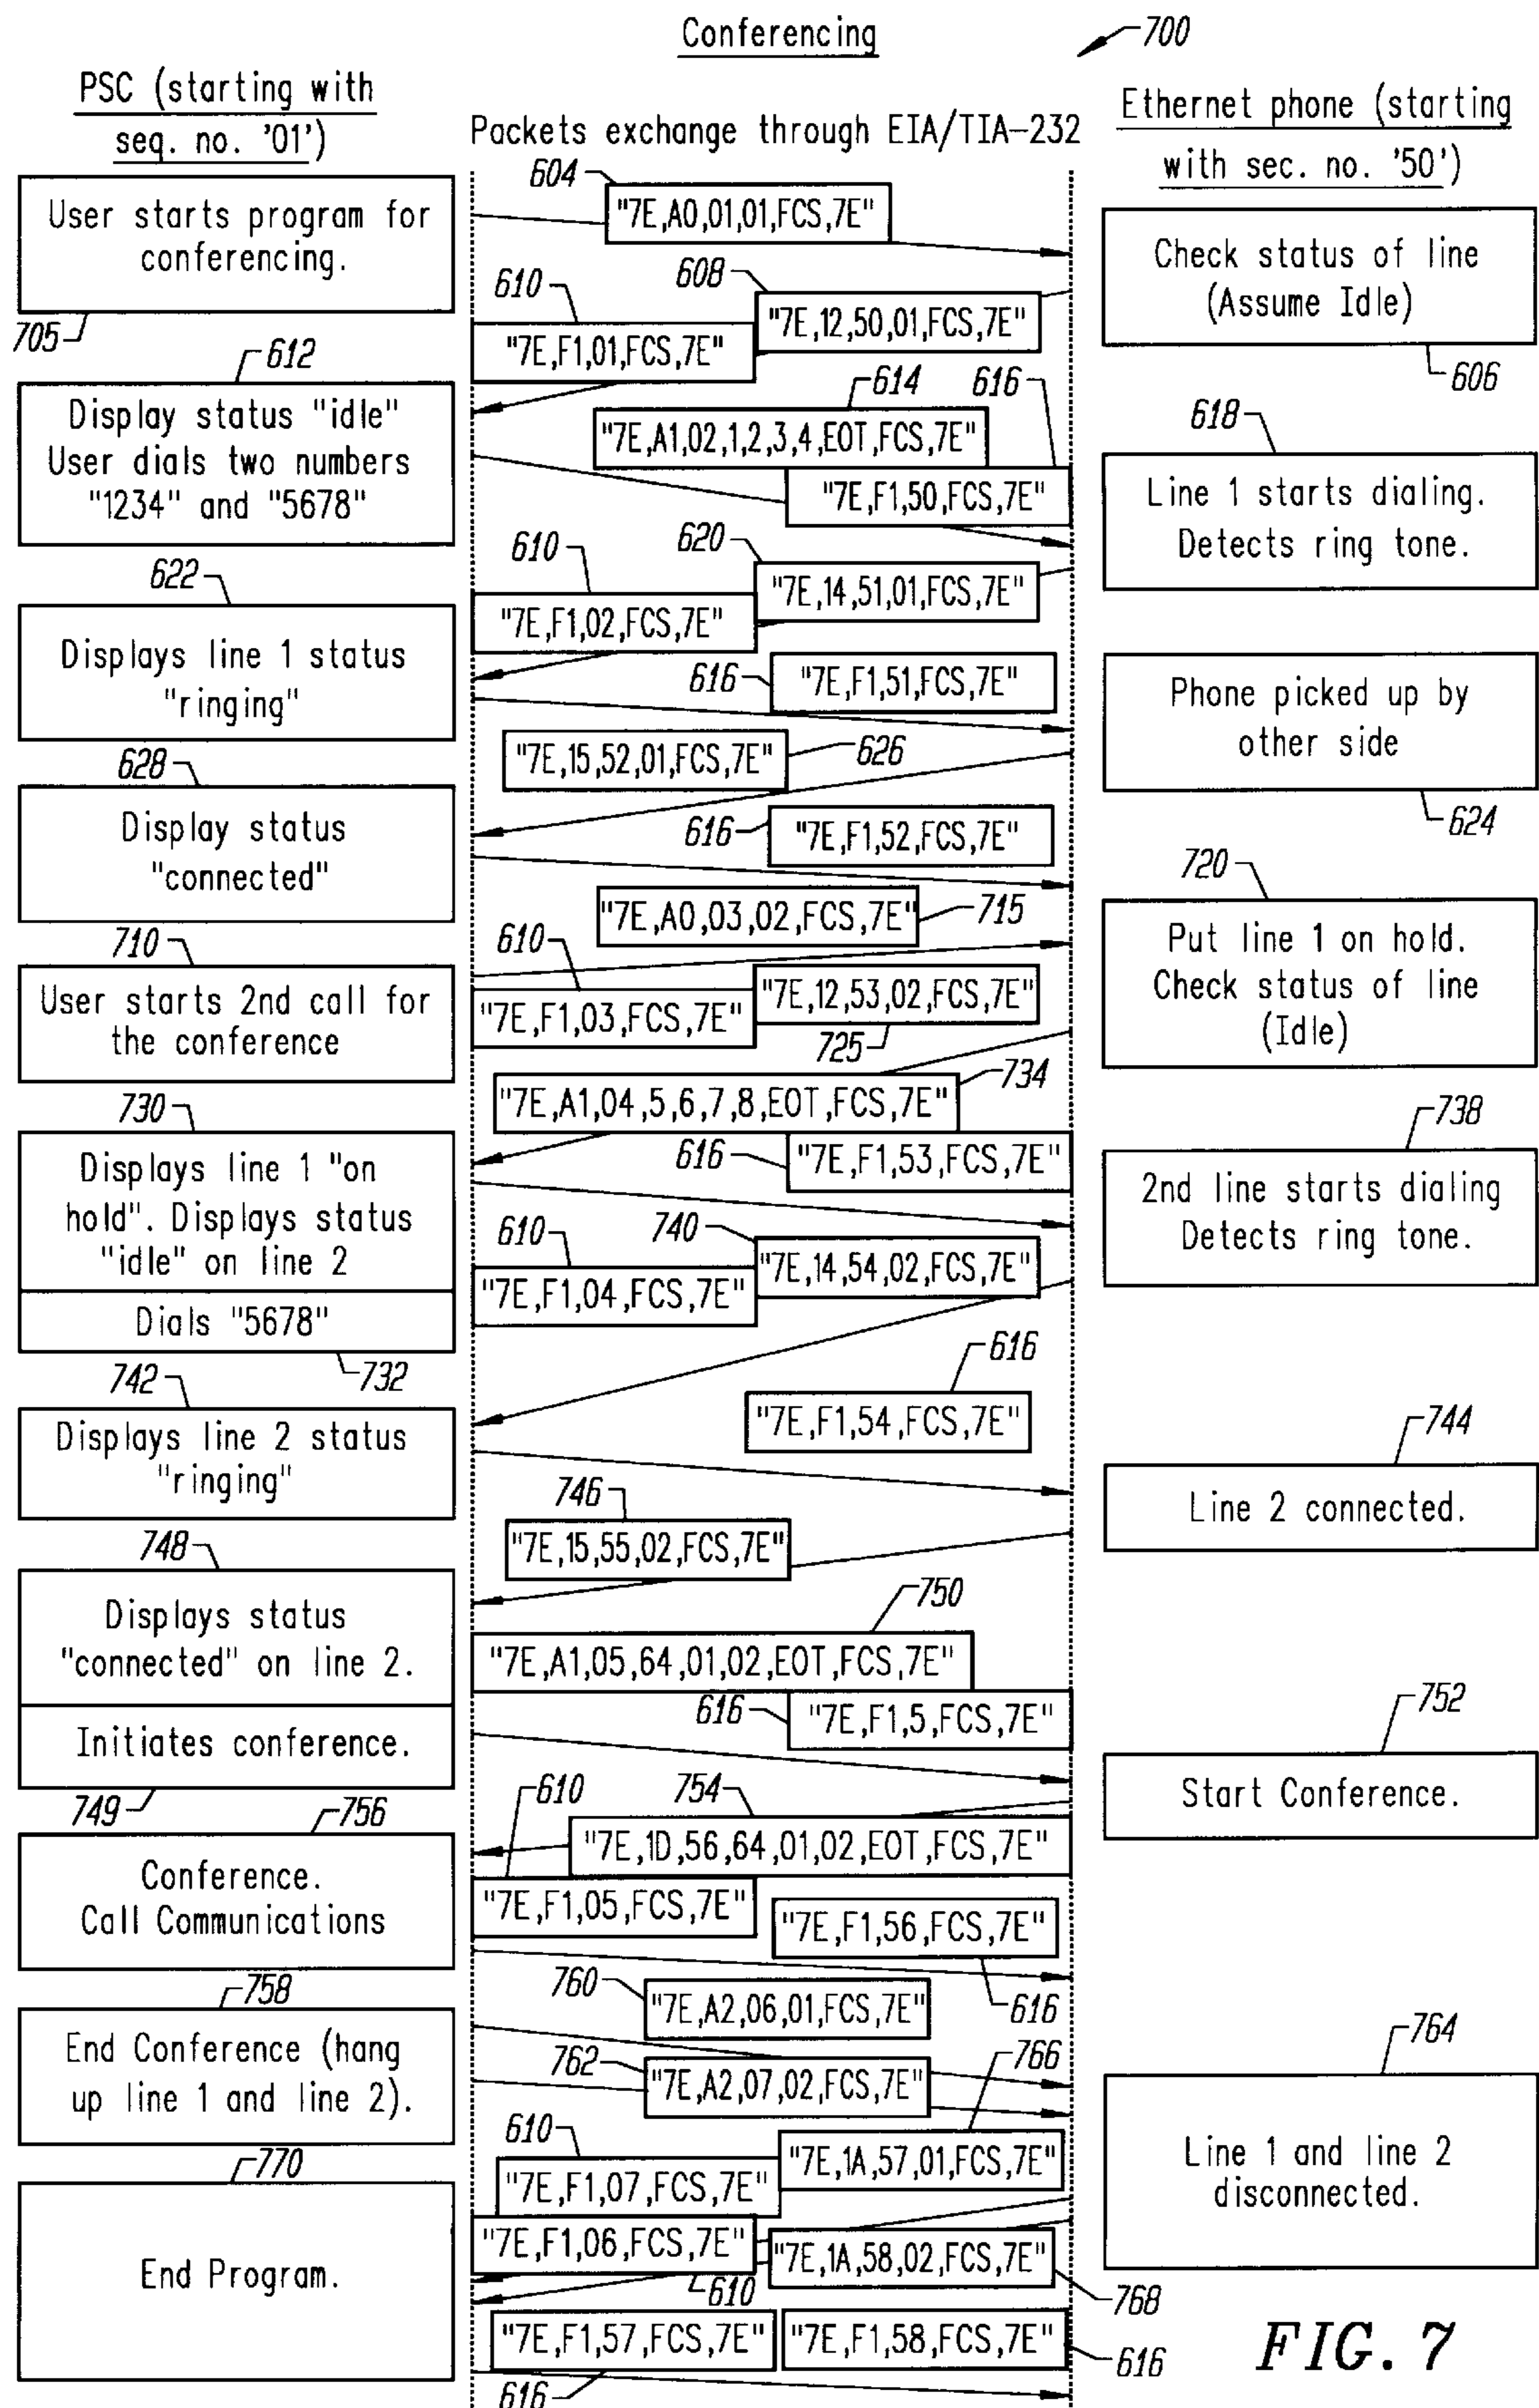 Conferencing
700
PSC (starting with
seq. no. '01')
Packets exchange through EIA/TIA-232
Ethernet phone (starting
with sec. no. '50')
604
"7E,A0,01,01,FCS,7E"
User starts program for
conferencing.
705
Check status of line
(Assume Idle)
606
608
"7E,12,50,01,FCS,7E"
610
"7E,F1,01,FCS,7E"
612
Display status "idle"
User dials two numbers
"1234" and "5678"
614
"7E,A1,02,1,2,3,4,EOT,FCS,7E"
616
"7E,F1,50,FCS,7E"
618
Line 1 starts dialing.
Detects ring tone.
610
"7E,F1,02,FCS,7E"
620
"7E,14,51,01,FCS,7E"
622
Displays line 1 status
"ringing"
616
"7E,F1,51,FCS,7E"
Phone picked up by
other side
624
"7E,15,52,01,FCS,7E"
626
628
Display status
"connected"
616
"7E,F1,52,FCS,7E"
"7E,A0,03,02,FCS,7E"
715
720
Put line 1 on hold.
Check status of line
(Idle)
710
User starts 2nd call for
the conference
610
"7E,F1,03,FCS,7E"
"7E,12,53,02,FCS,7E"
725
"7E,A1,04,5,6,7,8,EOT,FCS,7E"
734
730
Displays line 1 "on
hold". Displays status
"idle" on line 2
Dials "5678"
732
616
"7E,F1,53,FCS,7E"
738
2nd line starts dialing
Detects ring tone.
610
"7E,F1,04,FCS,7E"
740
"7E,14,54,02,FCS,7E"
742
Displays line 2 status
"ringing"
616
"7E,F1,54,FCS,7E"
744
Line 2 connected.
746
"7E,15,55,02,FCS,7E"
748
Displays status
"connected" on line 2.
Initiates conference.
749
750
"7E,A1,05,64,01,02,EOT,FCS,7E"
616
"7E,F1,5,FCS,7E"
752
Start Conference.
610
754
"7E,1D,56,64,01,02,EOT,FCS,7E"
756
Conference.
Call Communications
"7E,F1,05,FCS,7E"
"7E,F1,56,FCS,7E"
616
758
End Conference (hang
up line 1 and line 2).
760
"7E,A2,06,01,FCS,7E"
762
"7E,A2,07,02,FCS,7E"
764
Line 1 and line 2
disconnected.
766
"7E,1A,57,01,FCS,7E"
610
"7E,F1,07,FCS,7E"
770
End Program.
"7E,F1,06,FCS,7E"
610
"7E,1A,58,02,FCS,7E"
768
"7E,F1,57,FCS,7E"
616
"7E,F1,58,FCS,7E"
616
FIG. 7